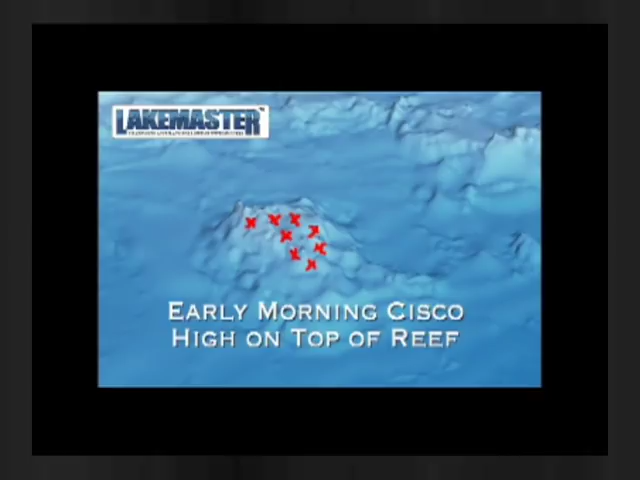 LAKEMASTER
EARLY MORNING CISCO
HIGH ON TOP OF REEF